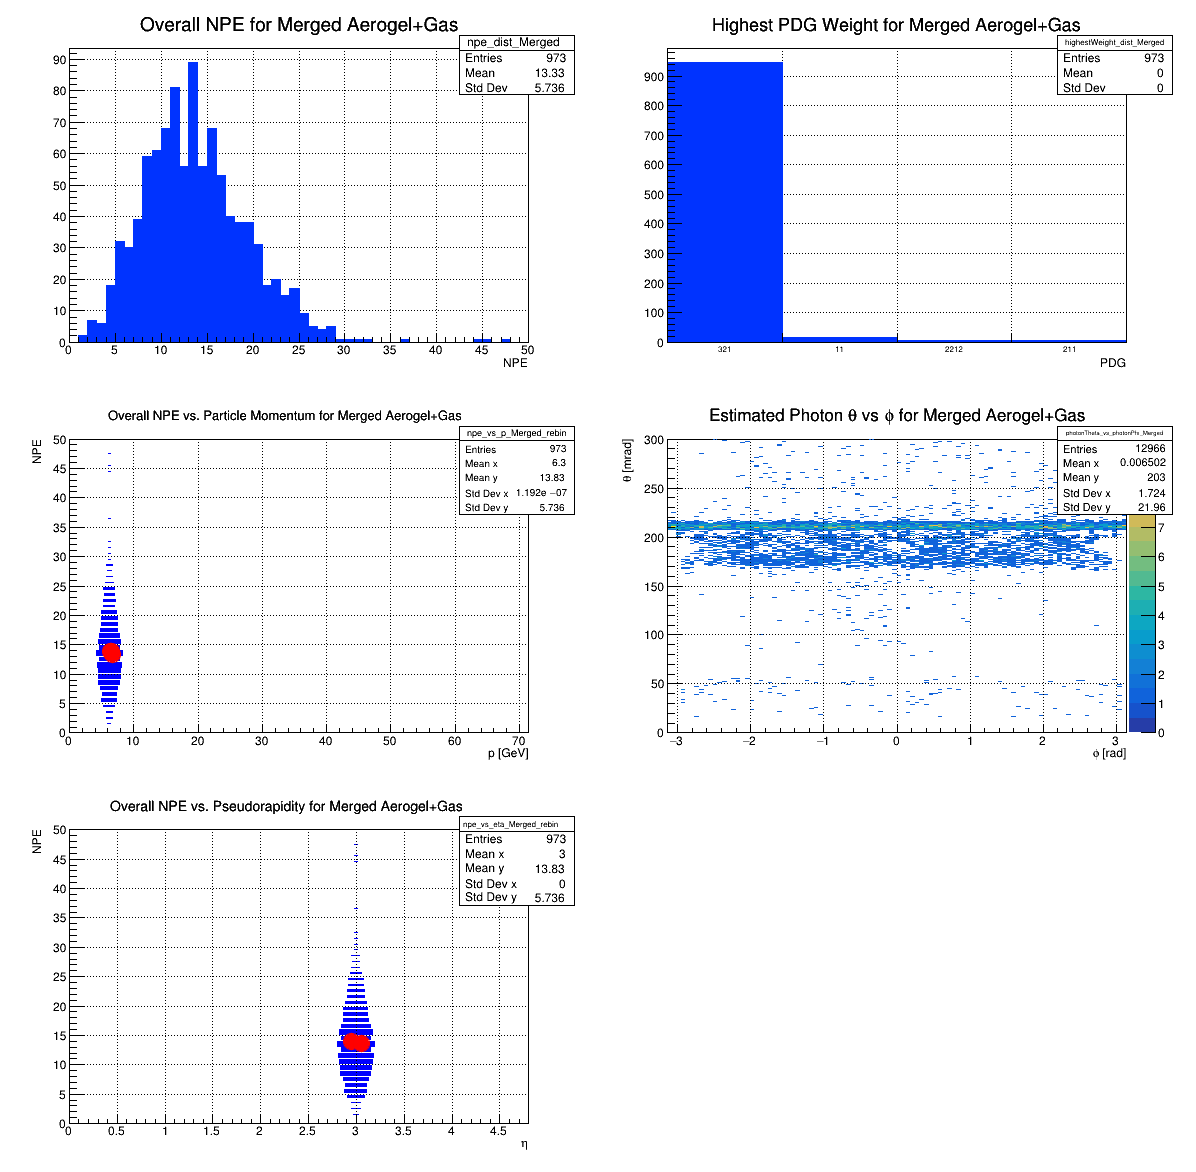 Overall NPE for Merged Aerogel+Gas
npe_dist_Merged
Entries 973
Mean 13.33
Std Dev 5.736
90
80
70
60
50
40
30
20
10
0
0 5 10 15 20 25 30 35 40 45 50
NPE
Highest PDG Weight for Merged Aerogel+Gas
highestWeight_dist_Merged
Entries 973
Mean 0
Std Dev 0
900
800
700
600
500
400
300
200
100
0
321 11 2212 211
PDG
Overall NPE vs. Particle Momentum for Merged Aerogel+Gas
npe_vs_p_Merged_rebin
Entries 973
Mean x 6.3
Mean y 13.83
Std Dev x 1.192e −07
Std Dev y 5.736
NPE
50
45
40
35
30
25
20
15
10
5
0
0 10 20 30 40 50 60 70
p [GeV]
Estimated Photon θ vs ϕ for Merged Aerogel+Gas
photonTheta_vs_photonPhi_Merged
Entries 12966
Mean x 0.006502
Mean y 203
Std Dev x 1.724
Std Dev y 21.96
θ [mrad]
300
250
200
150
100
50
0
−3 −2 −1 0 1 2 3
ϕ [rad]
7
6
5
4
3
2
1
0
Overall NPE vs. Pseudorapidity for Merged Aerogel+Gas
npe_vs_eta_Merged_rebin
Entries 973
Mean x 3
Mean y 13.83
Std Dev x 0
Std Dev y 5.736
NPE
50
45
40
35
30
25
20
15
10
5
0
0 0.5 1 1.5 2 2.5 3 3.5 4 4.5
η